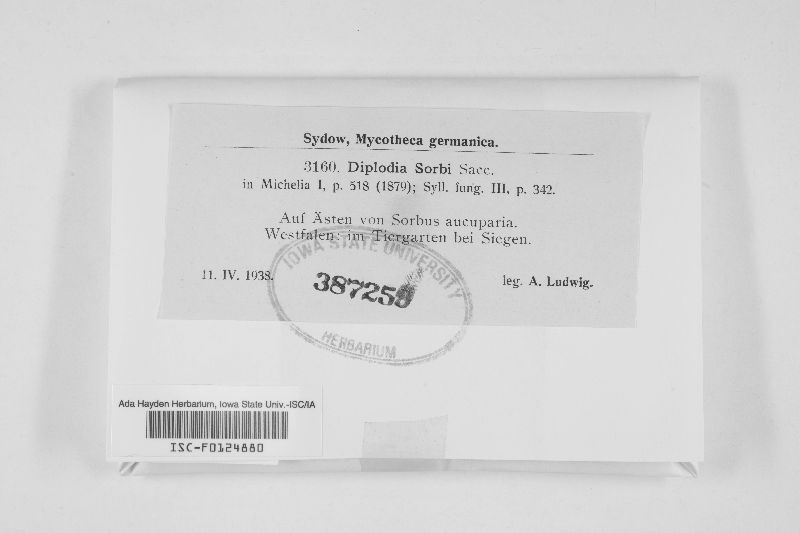 Sydow, Mycotheca germanica.
3160. Diplodia Sorbi Sacc.
in Michelia I, p. 518 (1879); Syll. fung. III, p. 342.
Auf Ästen von Sorbus aucuparia.
Westfalen: im Tiergarten bei Siegen.
11. IV. 1938.
leg. A. Ludwig.
IOWA STATE UNIVERSITY
HERBARIUM
Ada Hayden Herbarium, Iowa State Univ.-ISC/IA
ISC-F0124880